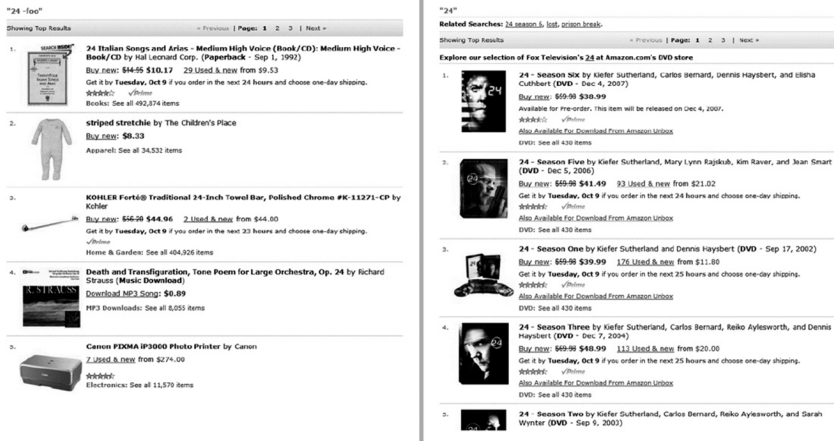 "24 -foo"
Showing Top Results
« Previous | Page: 1 2 3 | Next »
1.
24 Italian Songs and Arias - Medium High Voice (Book/CD): Medium High Voice -
Book/CD by Hal Leonard Corp. (Paperback - Sep 1, 1992)
Buy new: $14.95 $10.17 29 Used & new from $9.53
Get it by Tuesday, Oct 9 if you order in the next 24 hours and choose one-day shipping.
Prime
Books: See all 492,874 items
2.
striped stretchie by The Children's Place
Buy new: $8.33
Apparel: See all 34,532 items
3.
KOHLER Forté® Traditional 24-Inch Towel Bar, Polished Chrome #K-11271-CP by
Kohler
Buy new: $44.96 2 Used & new from $44.80
Get it by Tuesday, Oct 9 if you order in the next 23 hours and choose one-day shipping.
Prime
Home & Garden: See all 404,926 items
4.
R. STRAUSS
Death and Transfiguration, Tone Poem for Large Orchestra, Op. 24 by Richard
Strauss (Music Download)
Download MP3 Song: $0.89
MP3 Downloads: See all 8,055 items
5.
Canon PIXMA iP3000 Photo Printer by Canon
7 Used & new from $274.00
Electronics: See all 11,570 items
"24"
Related Searches: 24 season 6, lost, prison break.
Showing Top Results
« Previous | Page: 1 2 3 | Next »
Explore our selection of Fox Television's 24 at Amazon.com's DVD store
1.
24 - Season Six by Kiefer Sutherland, Carlos Bernard, Dennis Haysbert, and Elisha
Cuthbert (DVD - Dec 4, 2007)
Buy new: $59.98 $38.99
Available for Pre-order. This item will be released on Dec 4, 2007.
Prime
Also Available For Download From Amazon Unbox
DVD: See all 430 items
2.
24 - Season Five by Kiefer Sutherland, Mary Lynn Rajskub, Kim Raver, and Jean Smart
(DVD - Dec 5, 2006)
Buy new: $59.98 $41.49 93 Used & new from $21.02
Get it by Tuesday, Oct 9 if you order in the next 24 hours and choose one-day shipping.
Prime
Also Available For Download From Amazon Unbox
DVD: See all 430 items
3.
24 - Season One by Kiefer Sutherland and Dennis Haysbert (DVD - Sep 17, 2002)
Buy new: $59.98 $39.99 176 Used & new from $11.80
Get it by Tuesday, Oct 9 if you order in the next 25 hours and choose one-day shipping.
Prime
Also Available For Download From Amazon Unbox
DVD: See all 430 items
4.
24 - Season Three by Kiefer Sutherland, Carlos Bernard, Reiko Aylesworth, and Dennis
Haysbert (DVD - Dec 7, 2004)
Buy new: $69.98 $48.99 113 Used & new from $20.00
Get it by Tuesday, Oct 9 if you order in the next 25 hours and choose one-day shipping.
Prime
Also Available For Download From Amazon Unbox
DVD: See all 430 items
5.
24 - Season Two by Kiefer Sutherland, Carlos Bernard, Reiko Aylesworth, and Sarah
Wynter (DVD - Sep 9, 2003)